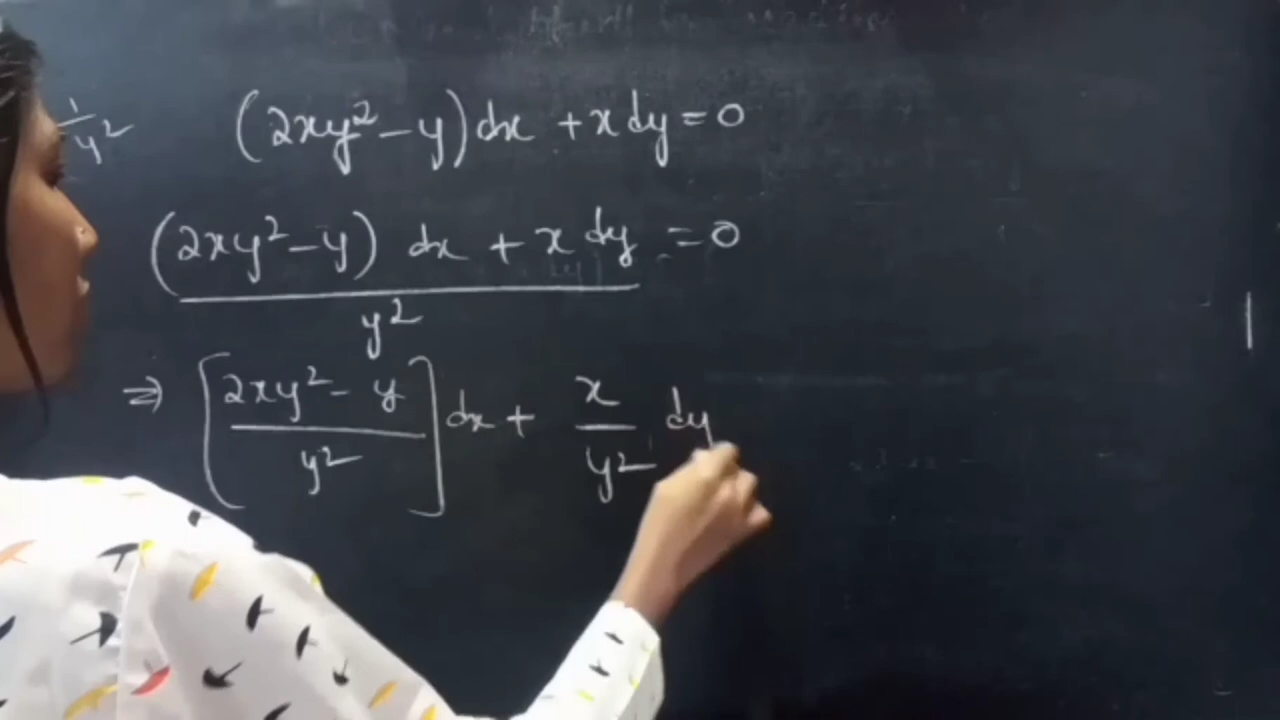 1/y²
(2xy² - y) dx + x dy = 0
(2xy² - y) dx + x dy / y² = 0
⇒ [2xy² - y / y²] dx + x/y² dy